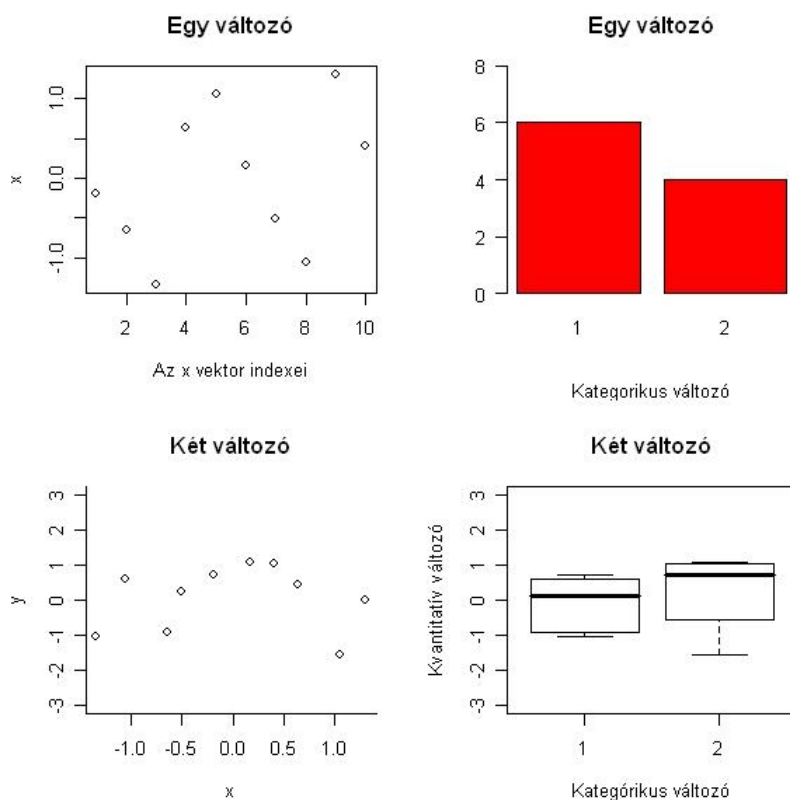 Egy változó
x
1.0
0.0
-1.0
2 4 6 8 10
Az x vektor indexei
Egy változó
8
6
4
2
0
1 2
Kategorikus változó
Két változó
y
3
2
1
0
-1
-2
-3
-1.0 -0.5 0.0 0.5 1.0
x
Két változó
Kvantitatív változó
3
2
1
0
-1
-2
-3
1 2
Kategórikus változó